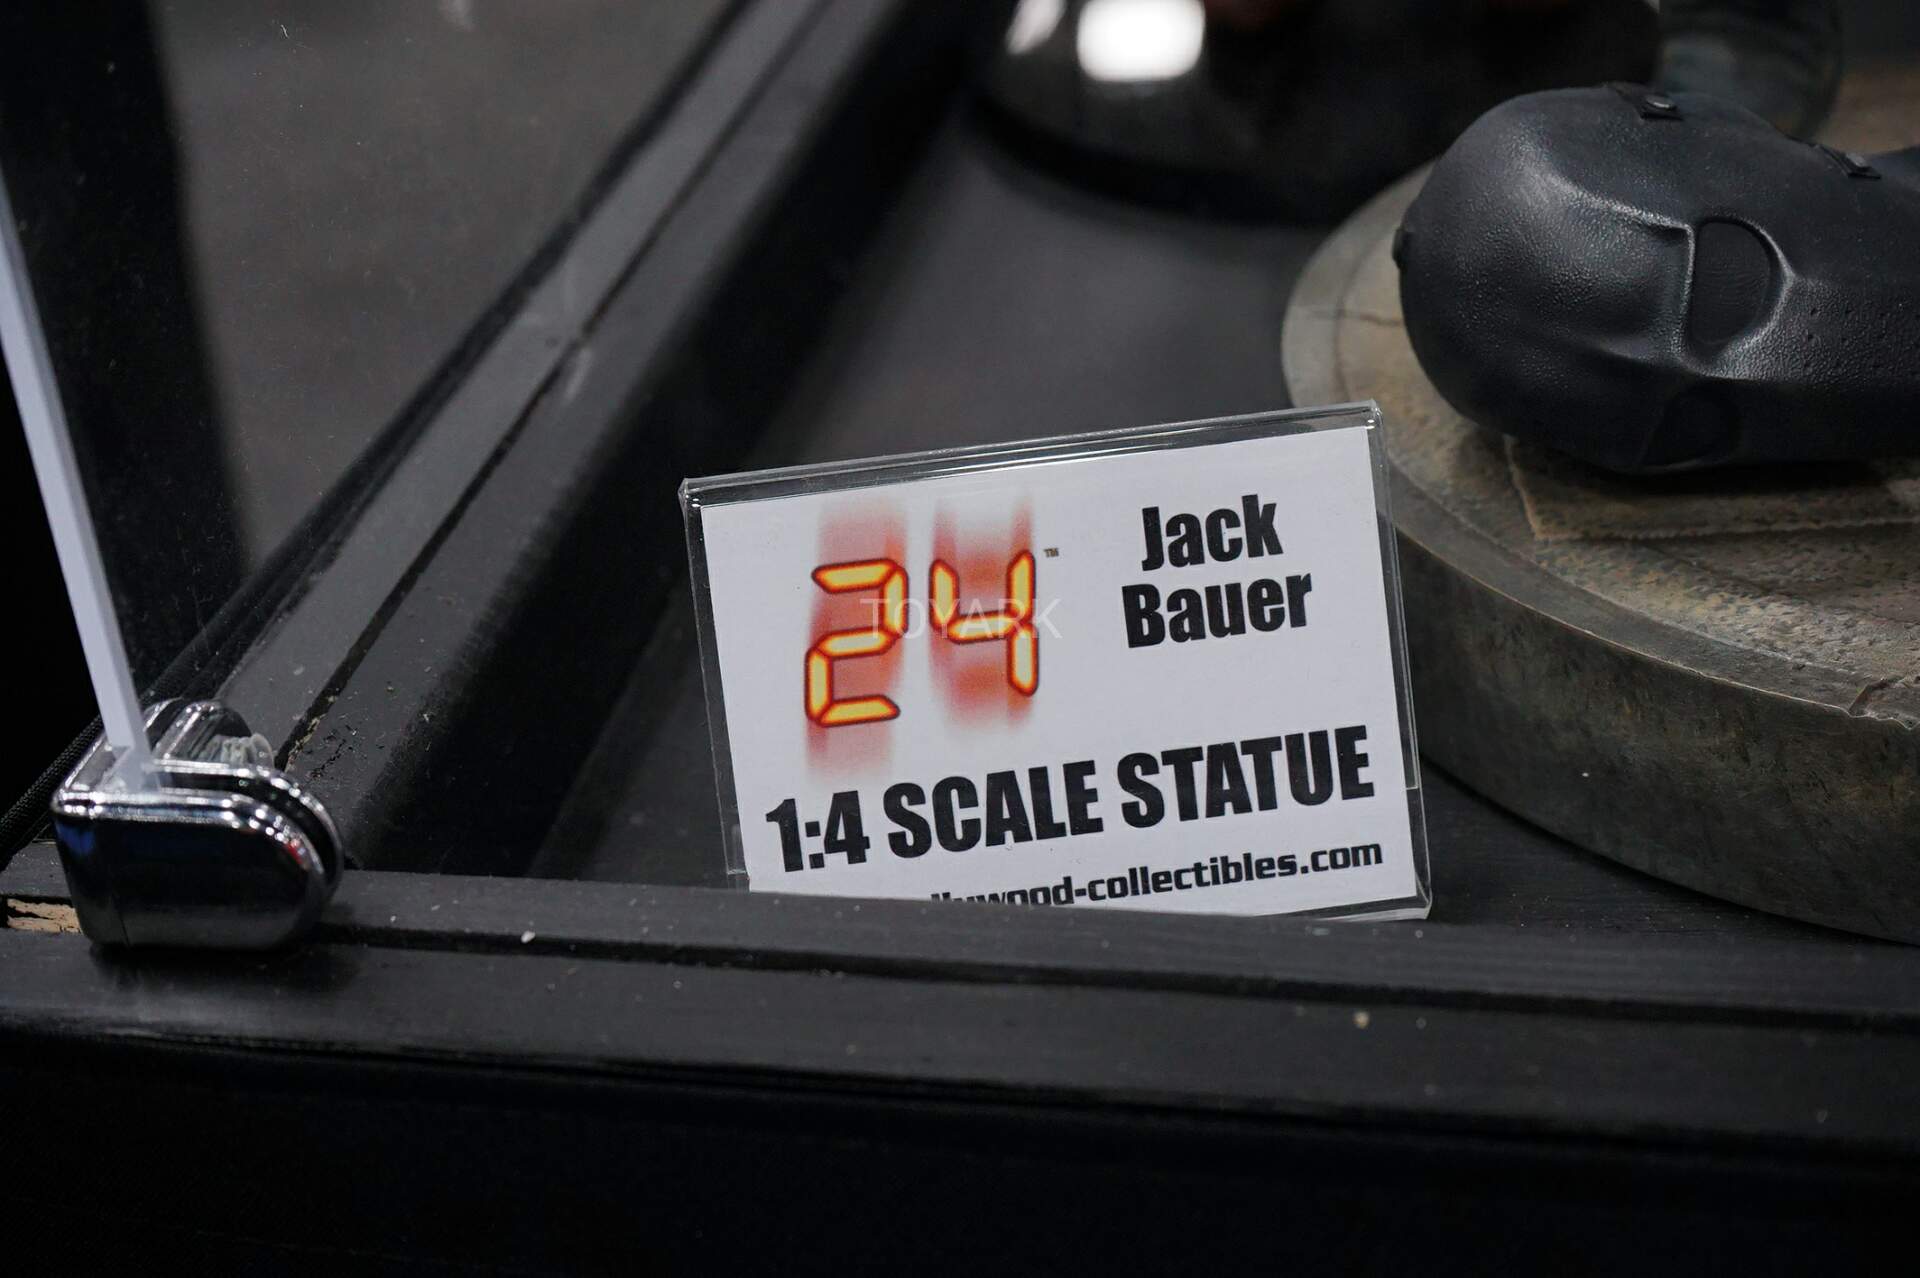 24™
Jack
Bauer
TOYARK
1:4 SCALE STATUE
llywood-collectibles.com